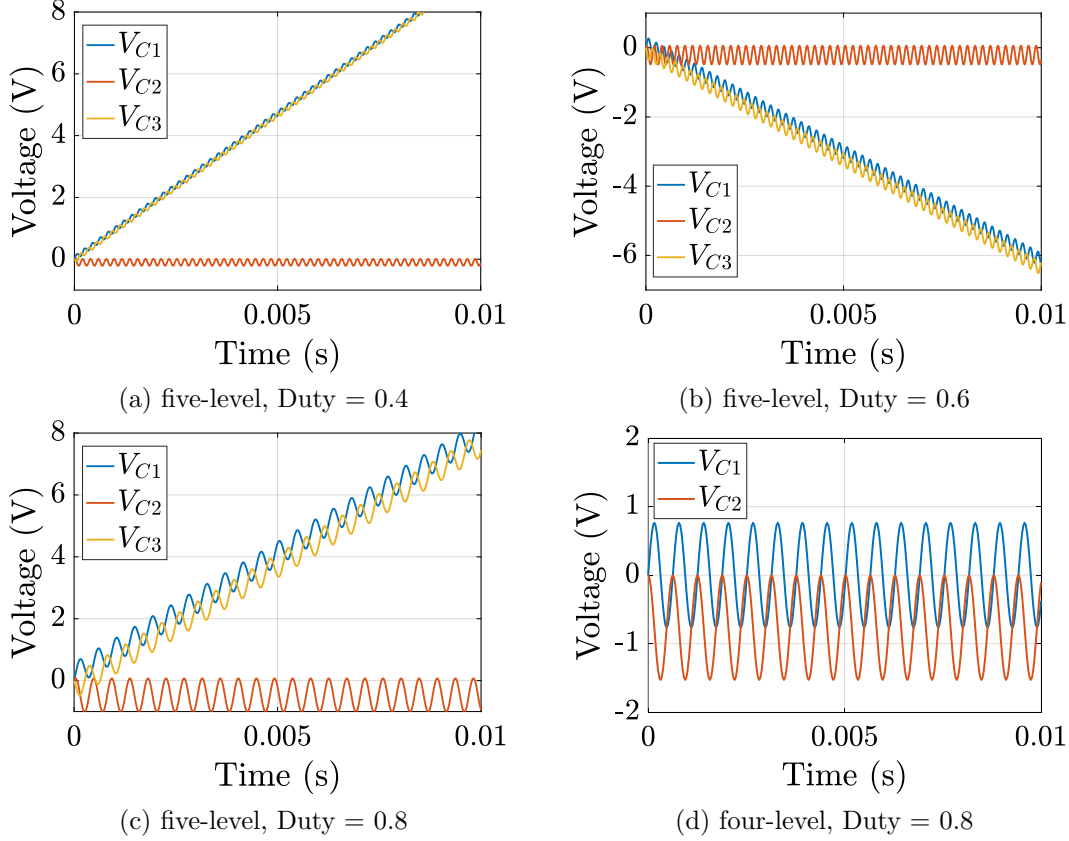 8
6
4
2
0
Voltage (V)
V_{C1}
V_{C2}
V_{C3}
0
0.005
0.01
Time (s)
(a) five-level, Duty = 0.4
0
-2
-4
-6
Voltage (V)
V_{C1}
V_{C2}
V_{C3}
0
0.005
0.01
Time (s)
(b) five-level, Duty = 0.6
8
6
4
2
0
Voltage (V)
V_{C1}
V_{C2}
V_{C3}
0
0.005
0.01
Time (s)
(c) five-level, Duty = 0.8
2
1
0
-1
-2
Voltage (V)
V_{C1}
V_{C2}
0
0.005
0.01
Time (s)
(d) four-level, Duty = 0.8